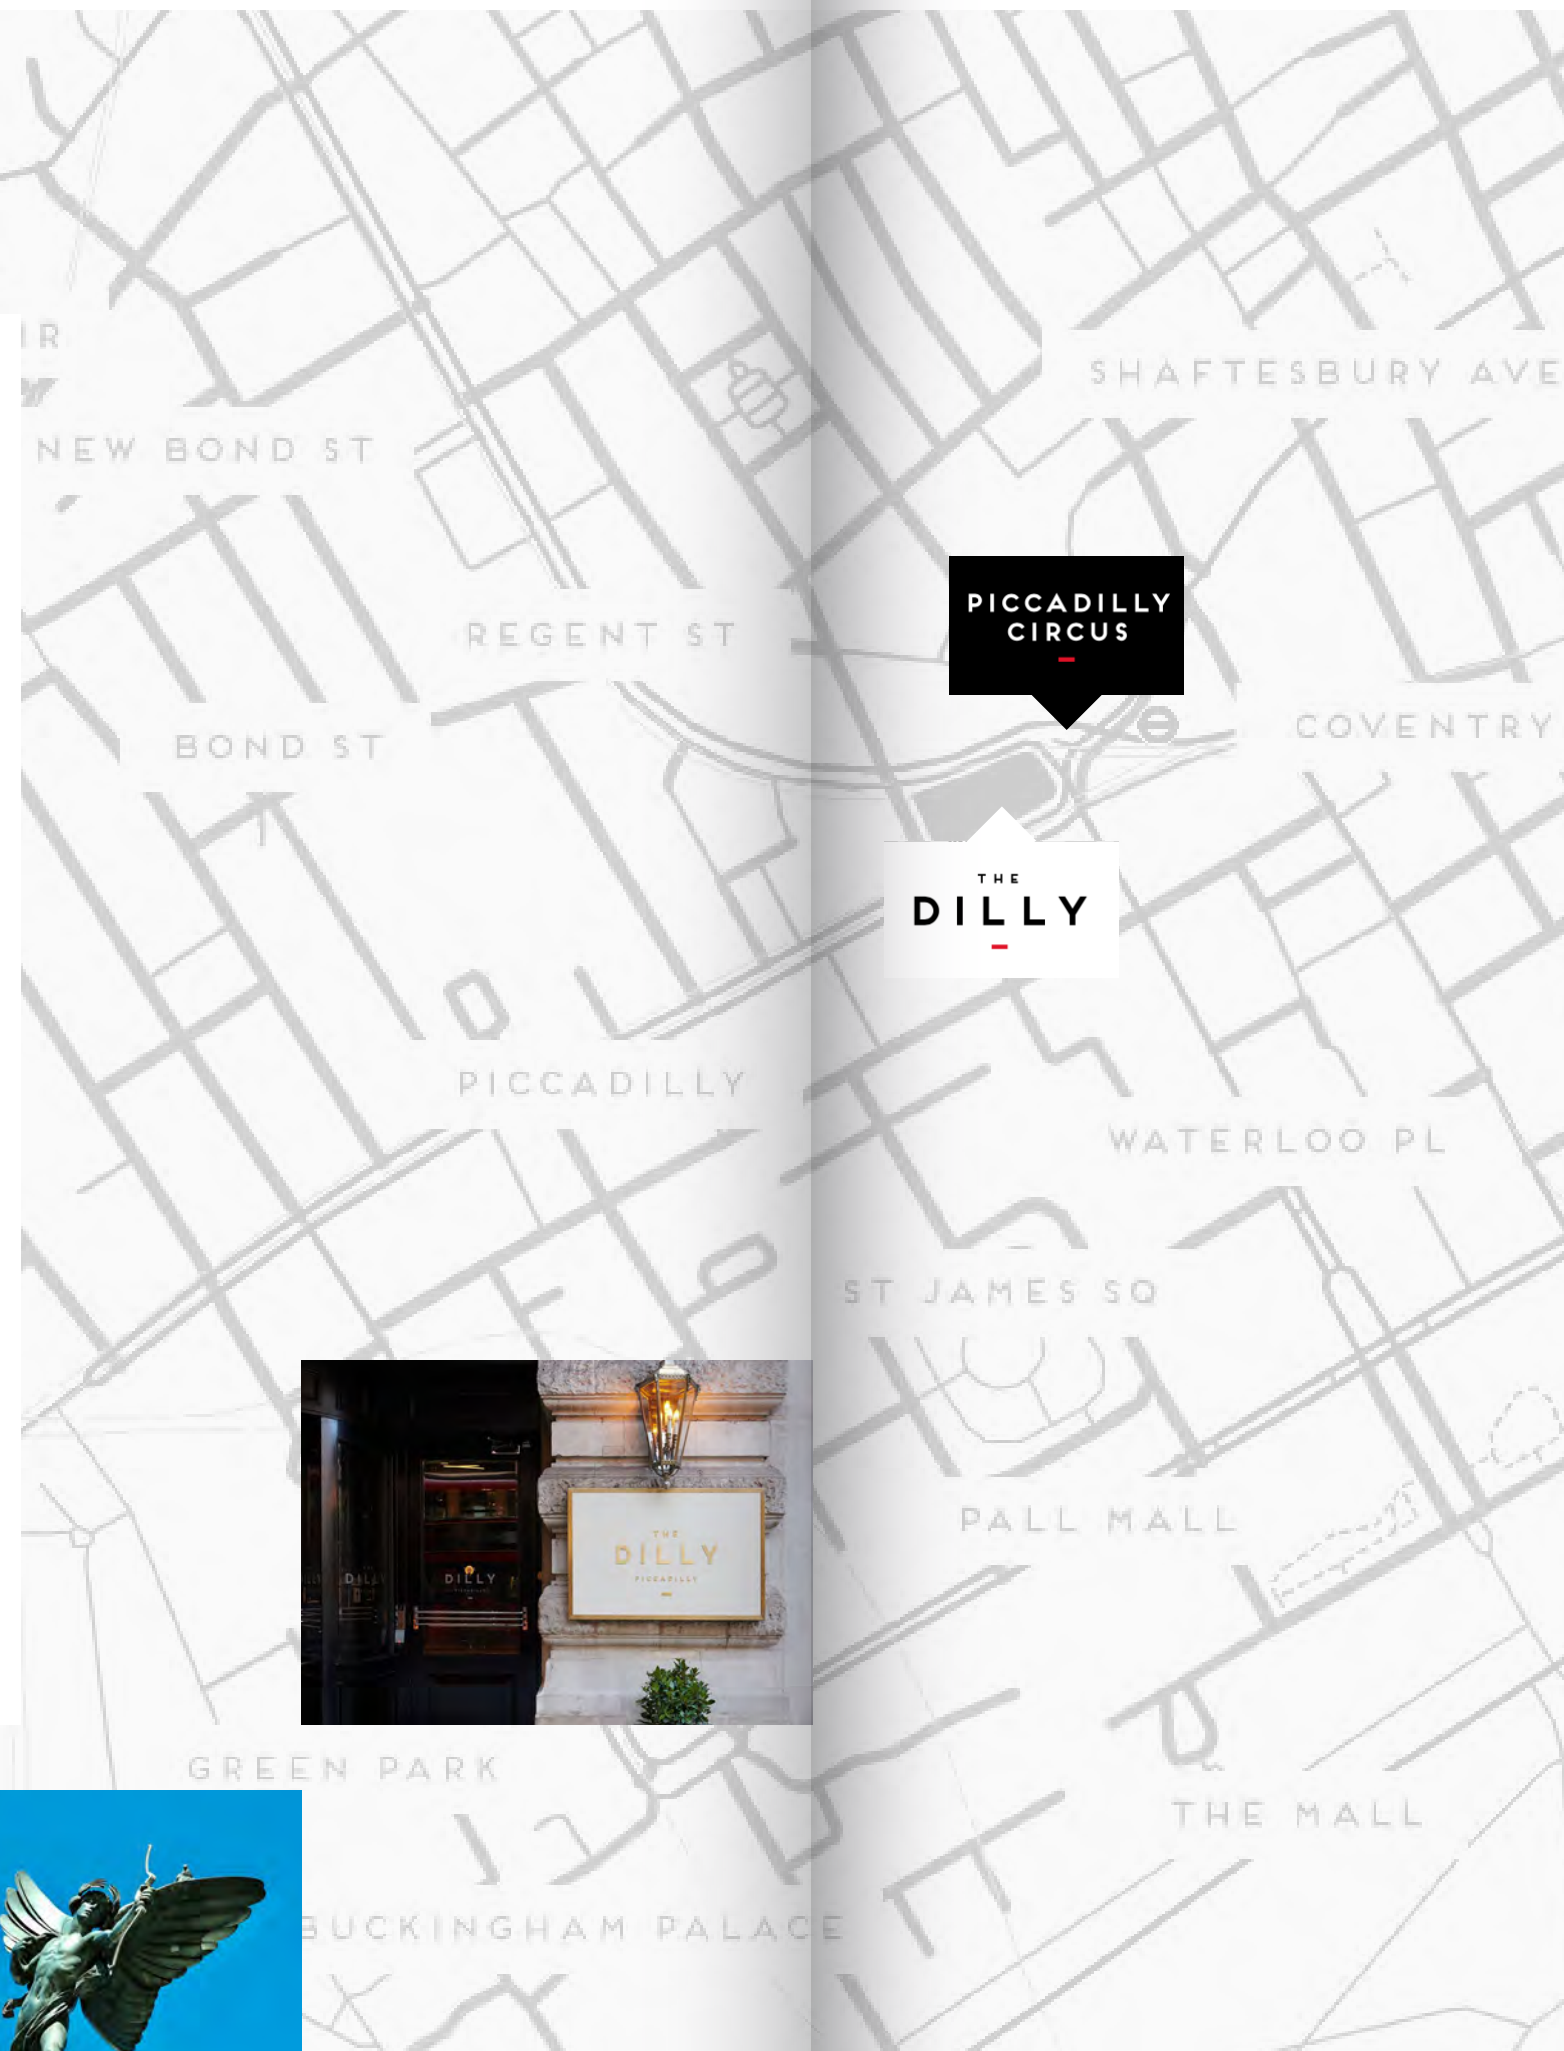 IR
SHAFTESBURY AVE
NEW BOND ST
PICCADILLY
CIRCUS
REGENT ST
COVENTRY
BOND ST
THE
DILLY
PICCADILLY
WATERLOO PL
ST JAMES SQ
PALL MALL
THE
DILLY
PICCADILLY
DILLY
DILLY
GREEN PARK
THE MALL
BUCKINGHAM PALACE